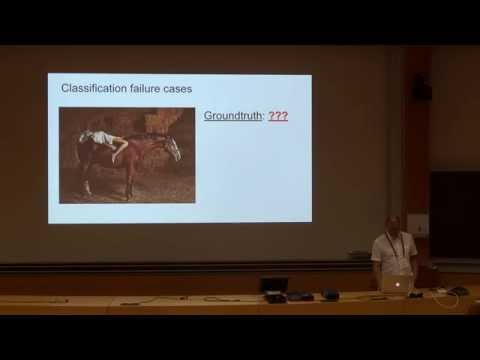 Classification failure cases
Groundtruth: ???